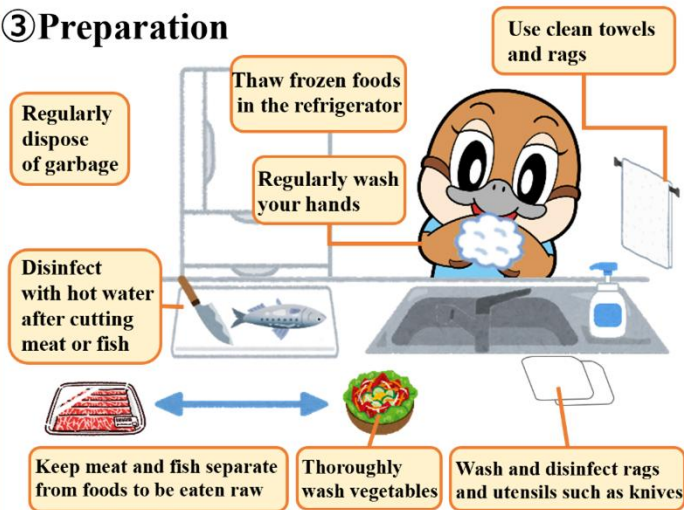 ③Preparation
Use clean towels
and rags
Thaw frozen foods
in the refrigerator
Regularly
dispose
of garbage
Regularly wash
your hands
Disinfect
with hot water
after cutting
meat or fish
Keep meat and fish separate
from foods to be eaten raw
Thoroughly
wash vegetables
Wash and disinfect rags
and utensils such as knives